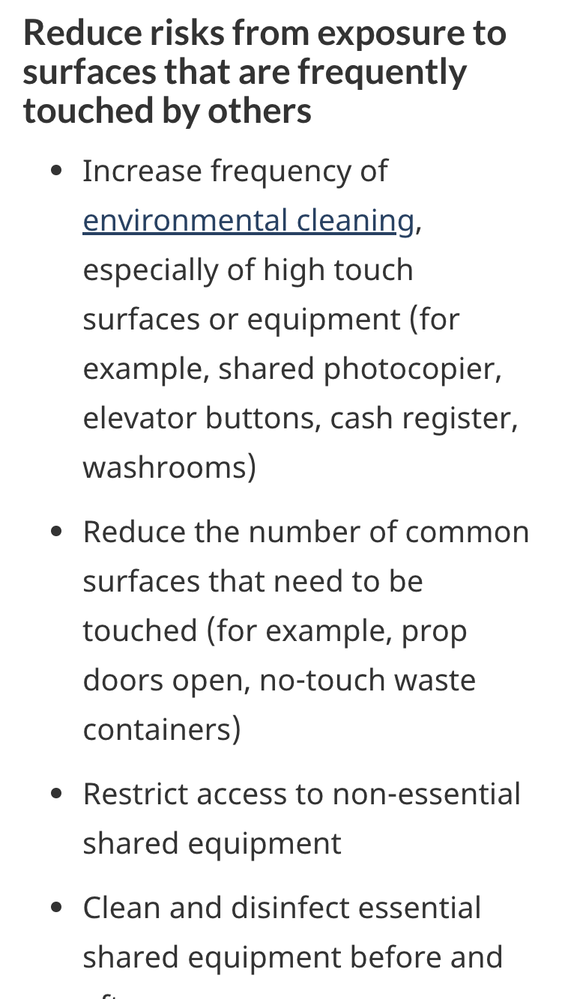 Reduce risks from exposure to
surfaces that are frequently
touched by others
• Increase frequency of
environmental cleaning,
especially of high touch
surfaces or equipment (for
example, shared photocopier,
elevator buttons, cash register,
washrooms)
• Reduce the number of common
surfaces that need to be
touched (for example, prop
doors open, no-touch waste
containers)
• Restrict access to non-essential
shared equipment
• Clean and disinfect essential
shared equipment before and